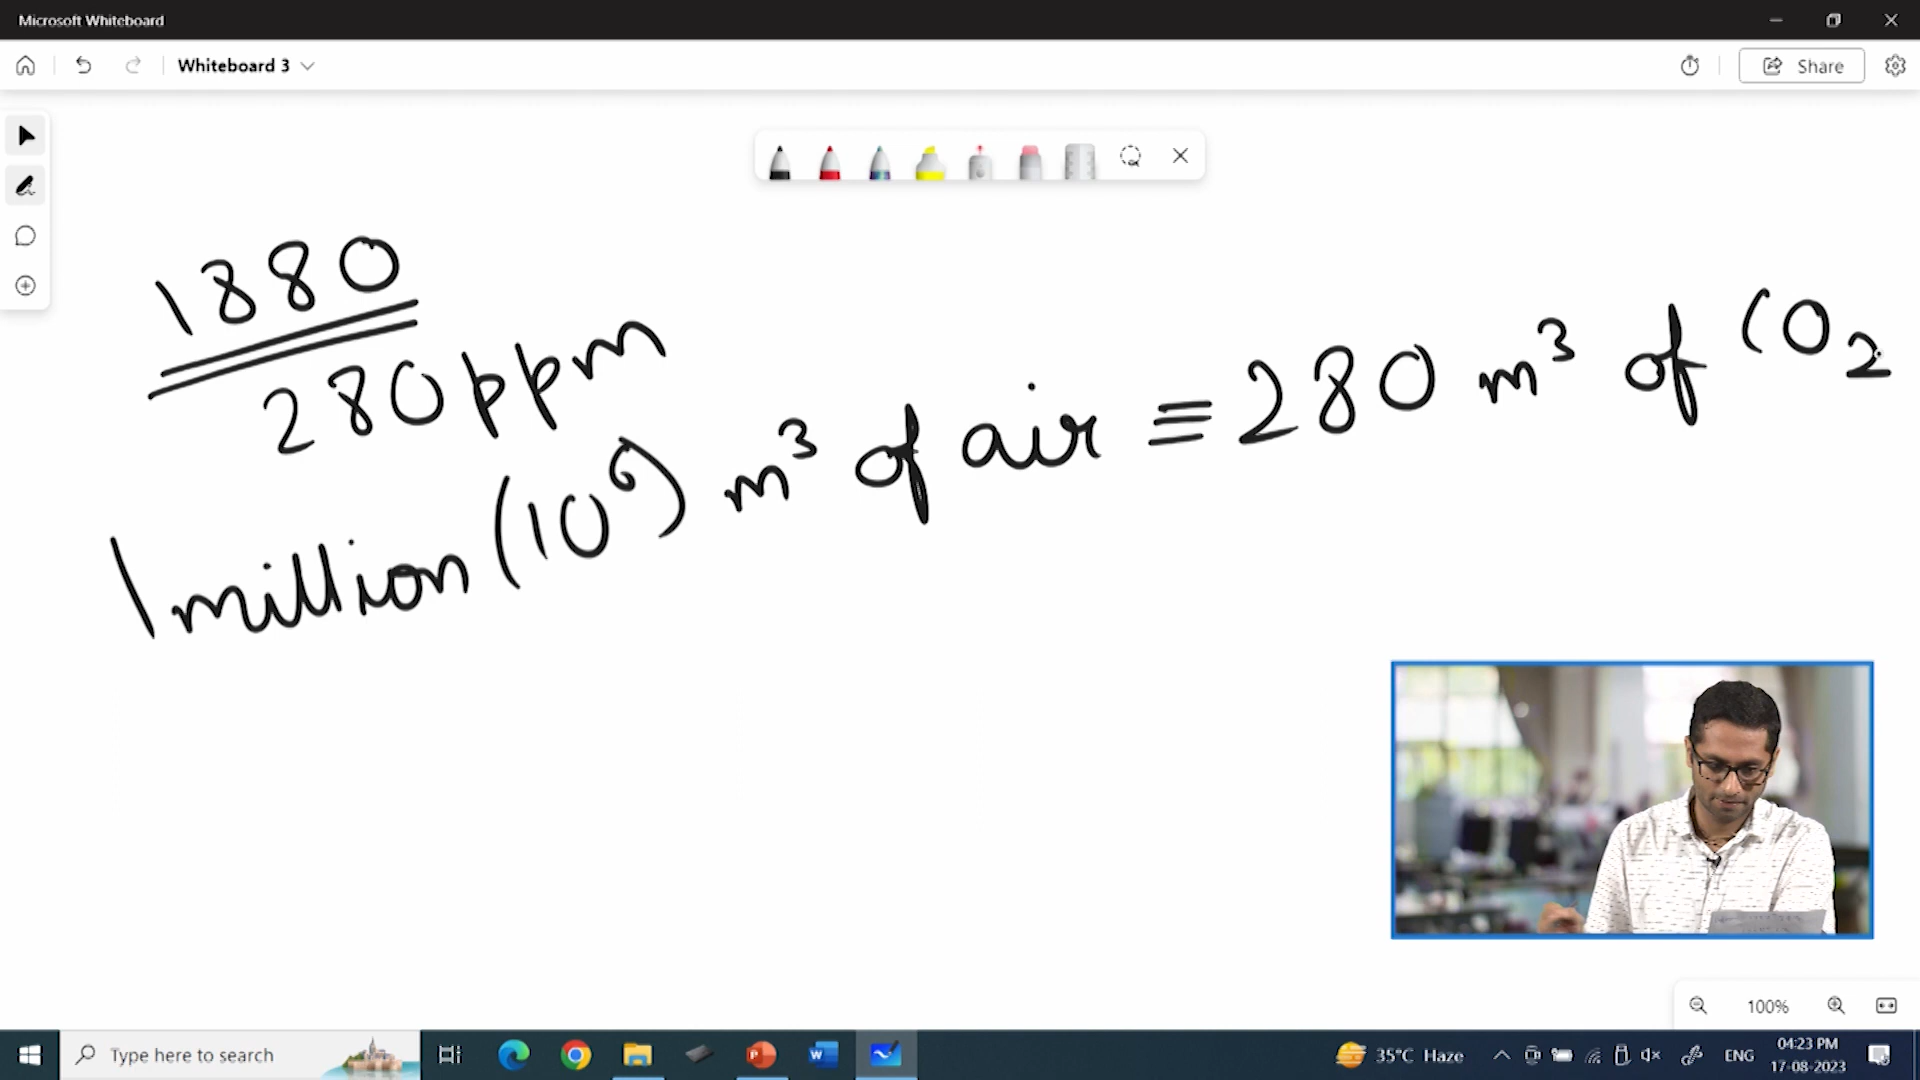 Microsoft Whiteboard
Whiteboard 3
Share
1880
280 ppm
1 million (10⁶) m³ of air ≡ 280 m³ of CO₂
100%
Type here to search
35°C Haze
ENG
04:23 PM
17-08-2023